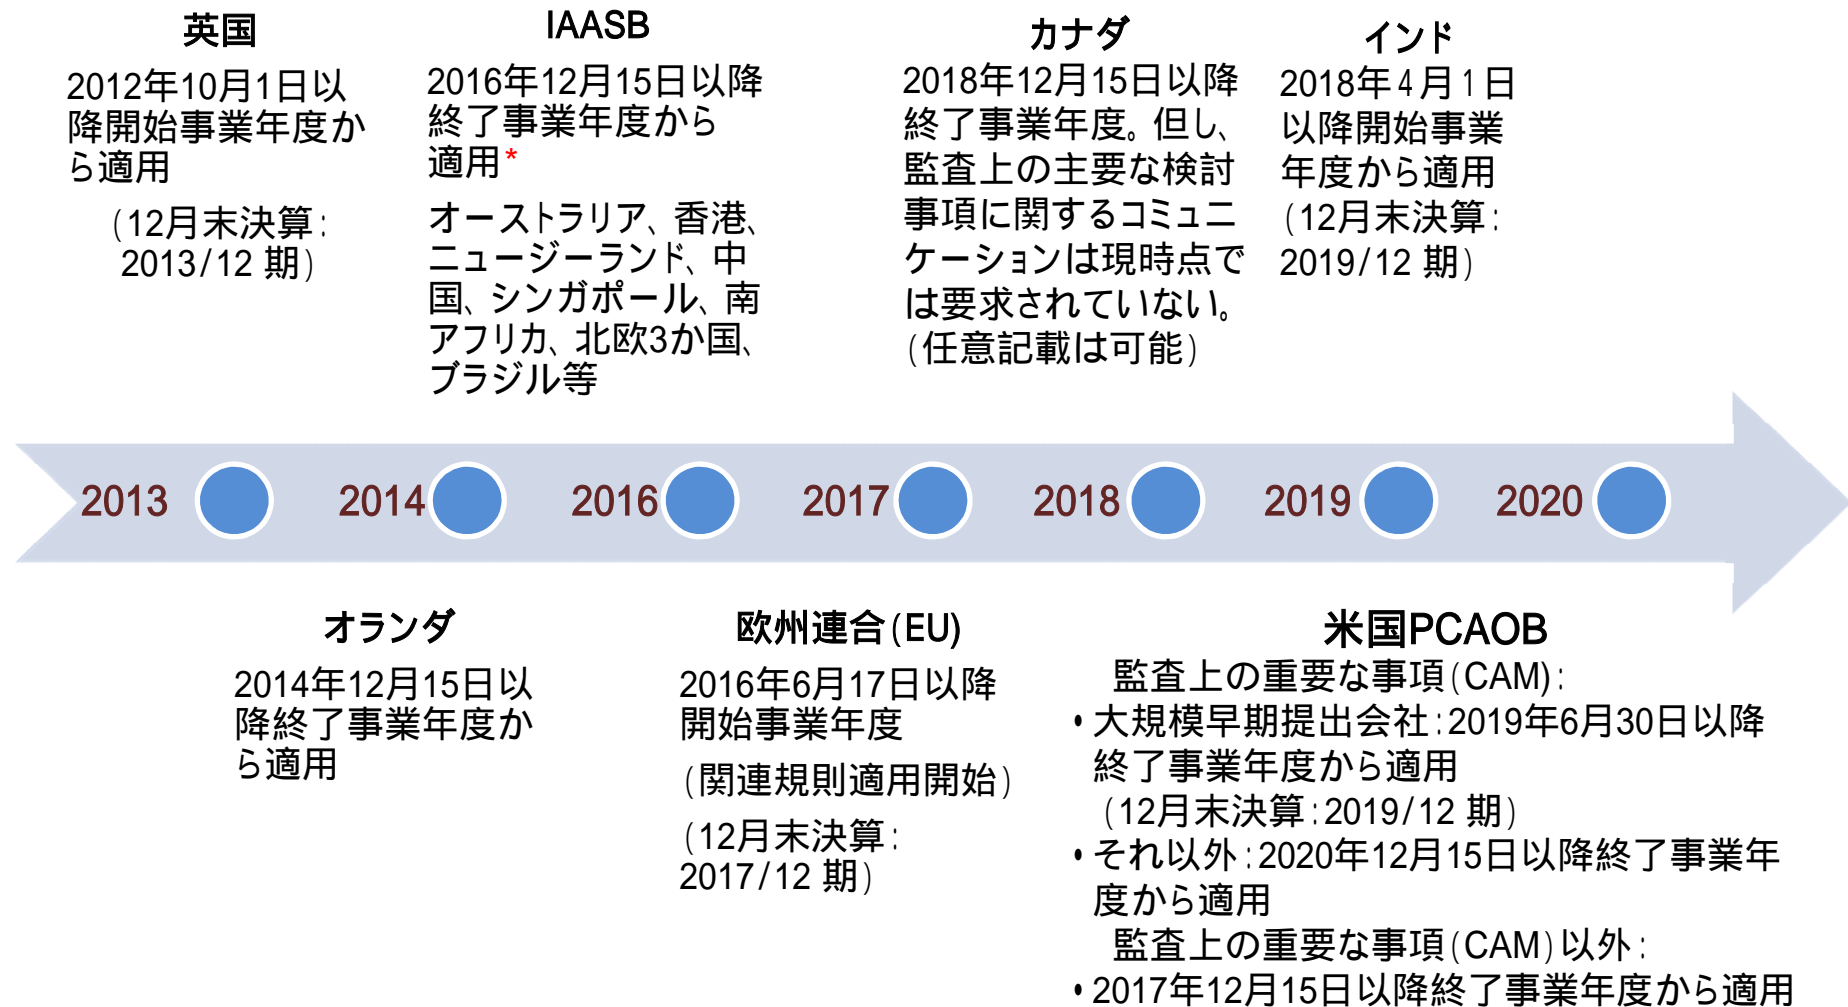 英国
2012年10月1日以
降開始事業年度か
ら適用
(12月末決算:
2013/12 期)
IAASB
2016年12月15日以降
終了事業年度から
適用*
オーストラリア、香港、
ニュージーランド、中
国、シンガポール、南
アフリカ、北欧3か国、
ブラジル等
カナダ
2018年12月15日以降
終了事業年度。但し、
監査上の主要な検討
事項に関するコミュニ
ケーションは現時点で
は要求されていない。
(任意記載は可能)
インド
2018年4月1日
以降開始事業
年度から適用
(12月末決算:
2019/12 期)
2013
2014
2016
2017
2018
2019
2020
オランダ
2014年12月15日以
降終了事業年度か
ら適用
欧州連合(EU)
2016年6月17日以降
開始事業年度
(関連規則適用開始)
(12月末決算:
2017/12 期)
米国PCAOB
監査上の重要な事項(CAM):
・大規模早期提出会社:2019年6月30日以降
終了事業年度から適用
(12月末決算:2019/12 期)
・それ以外:2020年12月15日以降終了事業年
度から適用
監査上の重要な事項(CAM)以外:
・2017年12月15日以降終了事業年度から適用